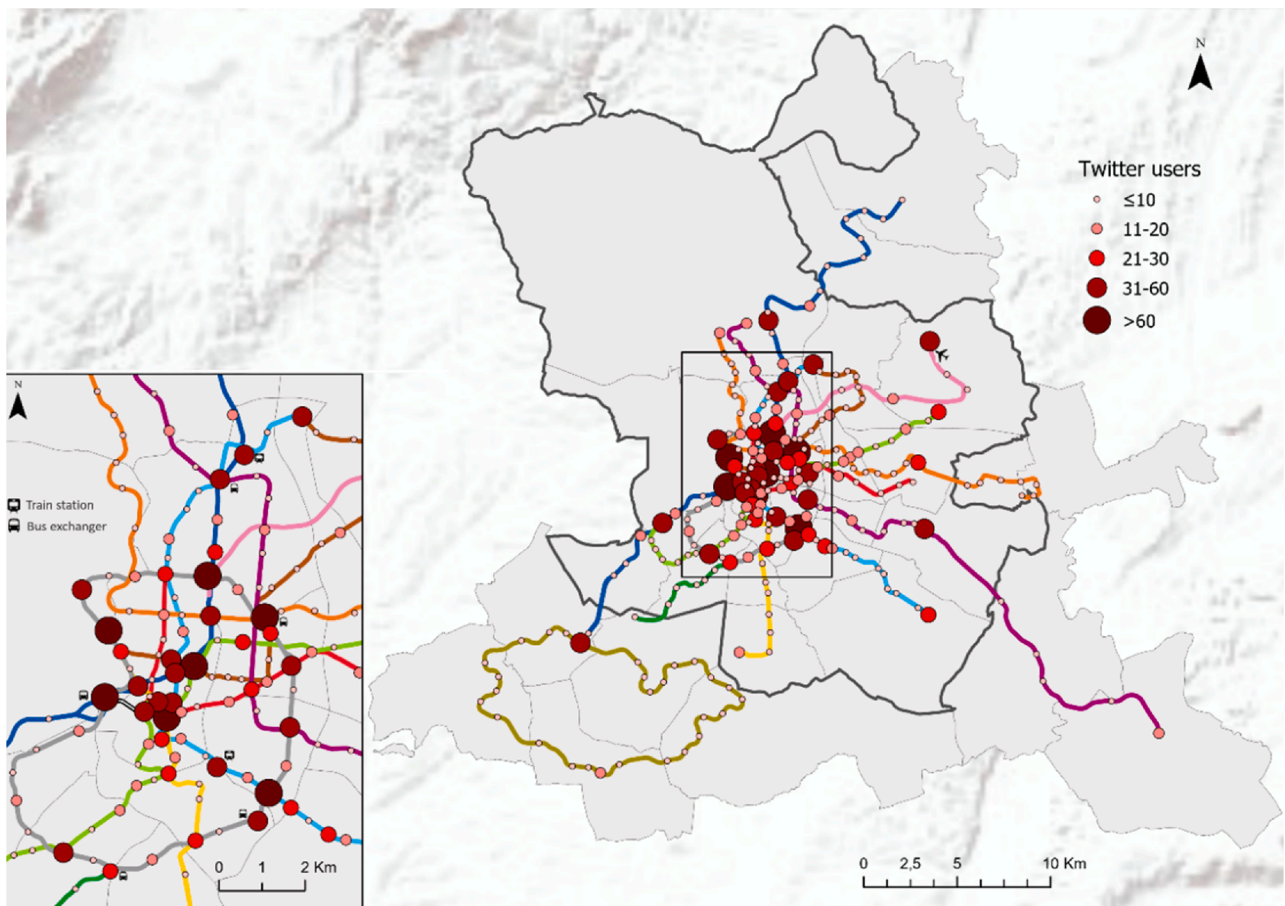 N
Twitter users
≤10
11-20
21-30
31-60
>60
N
Train station
Bus exchanger
0 1 2 Km
0 2,5 5 10 Km